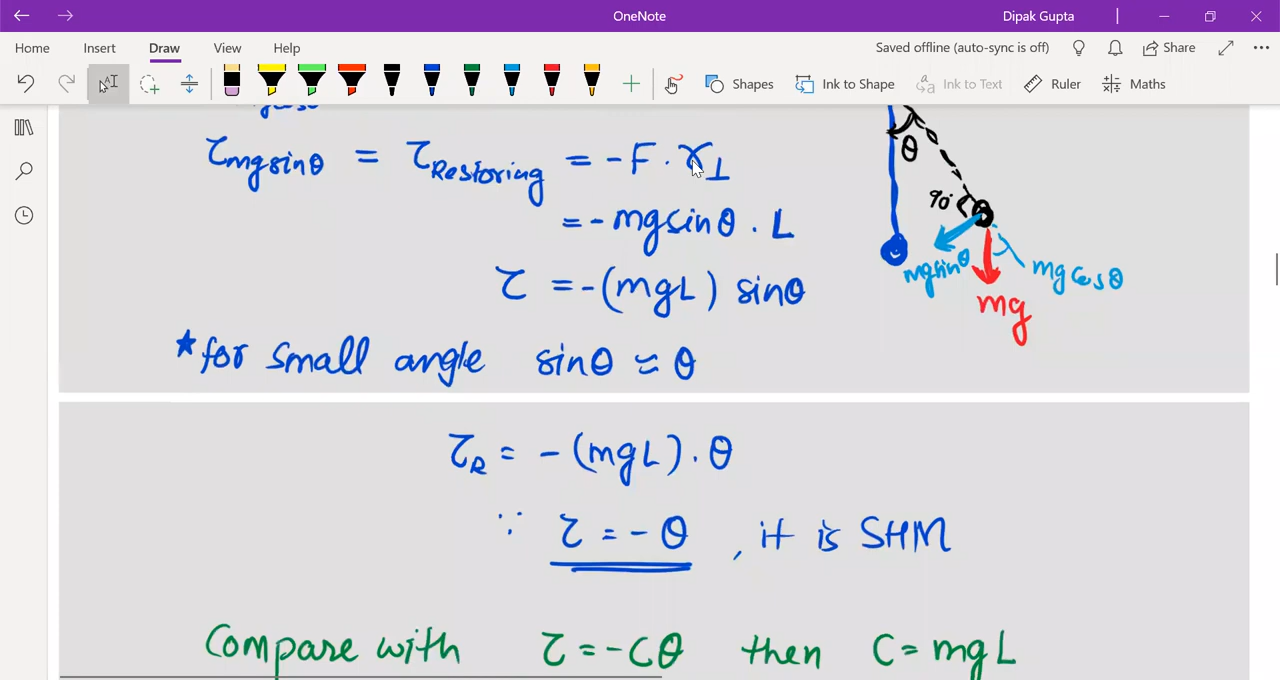 OneNote
Dipak Gupta
Home Insert Draw View Help
Saved offline (auto-sync is off)
Share
Shapes
Ink to Shape
Ink to Text
Ruler
Maths
τmgsinθ = τRestoring = -F . r⊥
= - mgsinθ . L
τ = -(mgL) sinθ
★for small angle sinθ ≈ θ
θ
90
mgsinθ
mgcosθ
mg
τR = - (mgL) . θ
∵ τ = - θ , it is SHM
Compare with τ = -Cθ then C = mgL